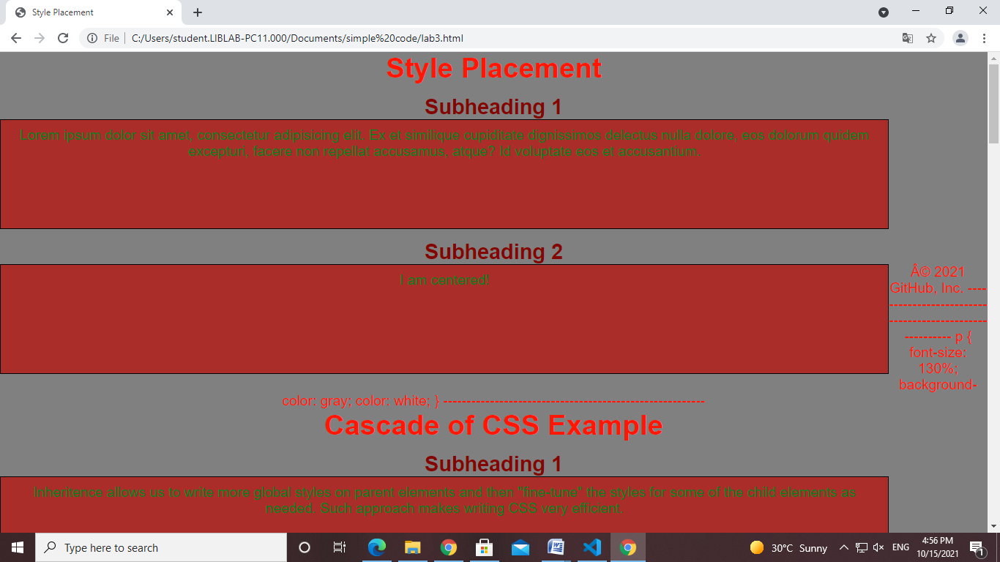 Style Placement
File
C:/Users/student.LIBLAB-PC11.000/Documents/simple%20code/lab3.html
Style Placement
Subheading 1
Lorem ipsum dolor sit amet, consectetur adipisicing elit. Ex et similique cupiditate dignissimos delectus nulla dolore, eos dolorum quidem
excepturi, facere non repellat accusamus, atque? Id voluptate eos et accusantium.
Subheading 2
I am centered!
Â© 2021
GitHub, Inc. ----
---------------------
---------------------
---------- p {
font-size:
130%;
background-
color: gray; color: white; } --------------------------------------------------------
Cascade of CSS Example
Subheading 1
Inheritence allows us to write more global styles on parent elements and then "fine-tune" the styles for some of the child elements as
needed. Such approach makes writing CSS very efficient.
Type here to search
30°C Sunny
ENG
4:56 PM
10/15/2021
1